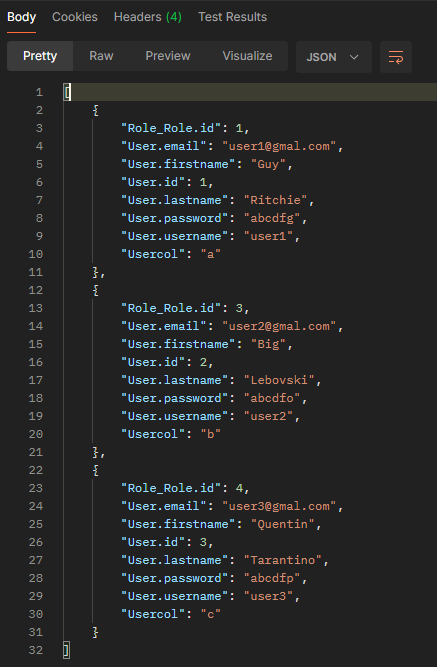 Body Cookies Headers (4) Test Results
Pretty Raw Preview Visualize JSON
1 [
2 {
3 "Role_Role.id": 1,
4 "User.email": "user1@gmal.com",
5 "User.firstname": "Guy",
6 "User.id": 1,
7 "User.lastname": "Ritchie",
8 "User.password": "abcdfg",
9 "User.username": "user1",
10 "Usercol": "a"
11 },
12 {
13 "Role_Role.id": 3,
14 "User.email": "user2@gmal.com",
15 "User.firstname": "Big",
16 "User.id": 2,
17 "User.lastname": "Lebovski",
18 "User.password": "abcdfo",
19 "User.username": "user2",
20 "Usercol": "b"
21 },
22 {
23 "Role_Role.id": 4,
24 "User.email": "user3@gmal.com",
25 "User.firstname": "Quentin",
26 "User.id": 3,
27 "User.lastname": "Tarantino",
28 "User.password": "abcdfp",
29 "User.username": "user3",
30 "Usercol": "c"
31 }
32 ]